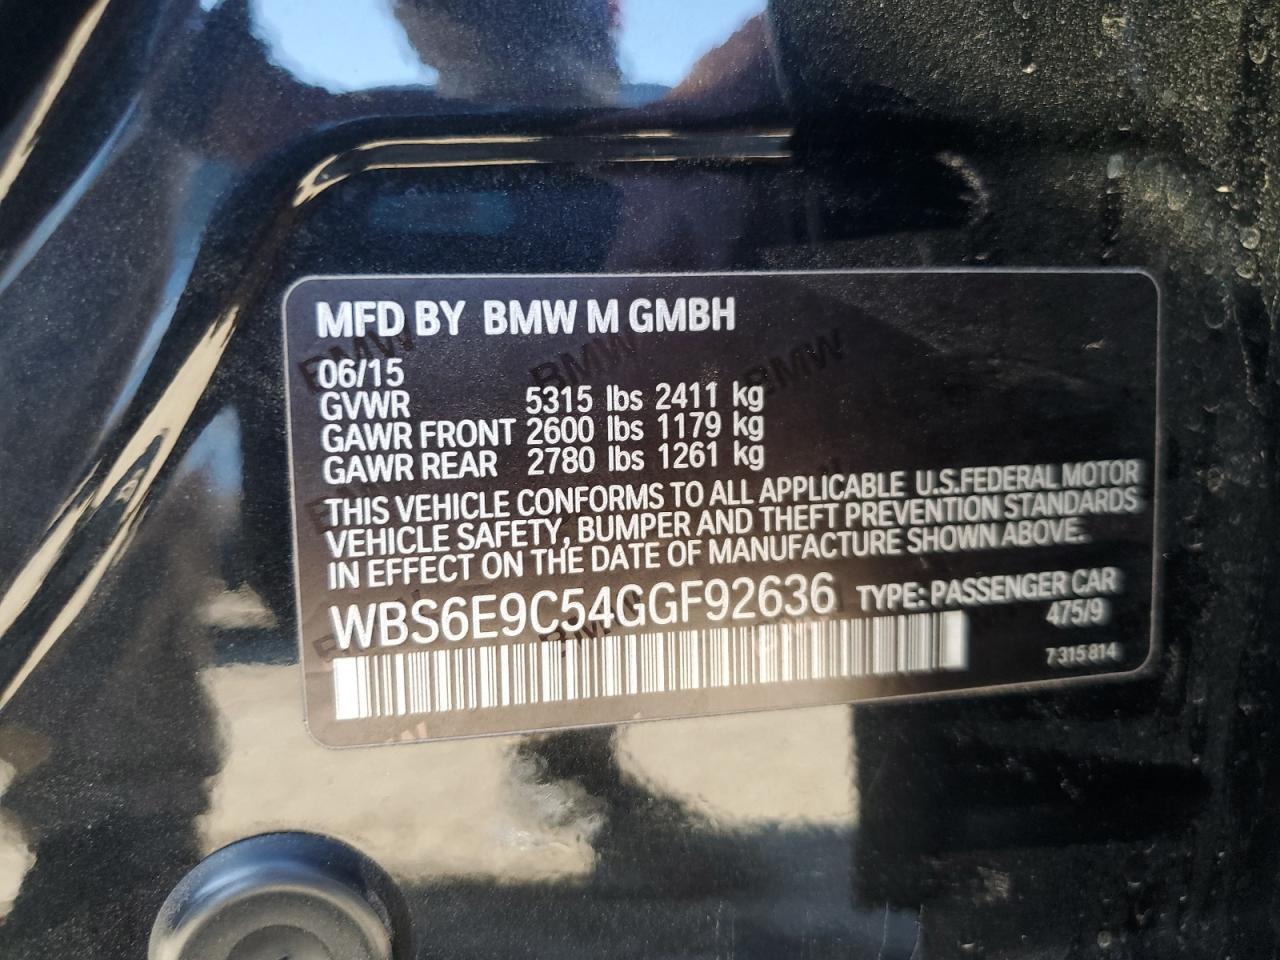 MFD BY BMW M GMBH
06/15
GVWR 5315 lbs 2411 kg
GAWR FRONT 2600 lbs 1179 kg
GAWR REAR 2780 lbs 1261 kg
THIS VEHICLE CONFORMS TO ALL APPLICABLE U.S.FEDERAL MOTOR
VEHICLE SAFETY, BUMPER AND THEFT PREVENTION STANDARDS
IN EFFECT ON THE DATE OF MANUFACTURE SHOWN ABOVE.
WBS6E9C54GGF92636 TYPE: PASSENGER CAR
475/9
7 315 814